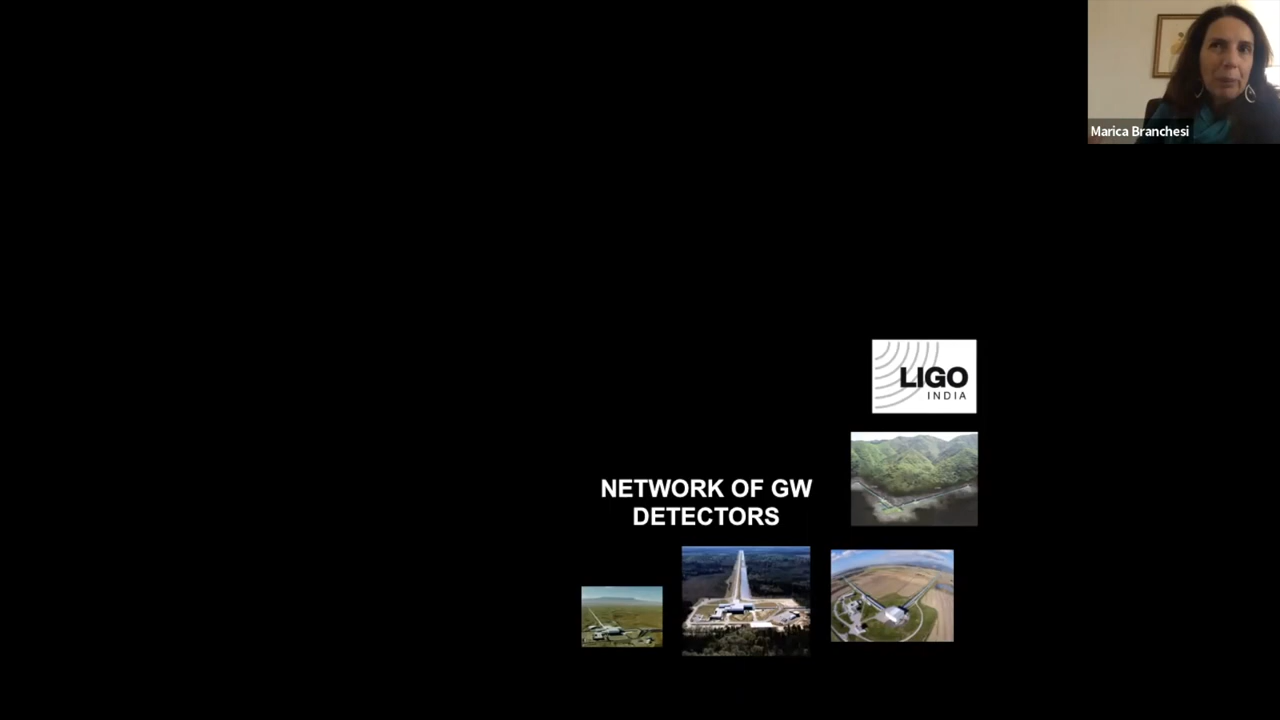 Marica Branchesi
LIGO
INDIA
NETWORK OF GW
DETECTORS